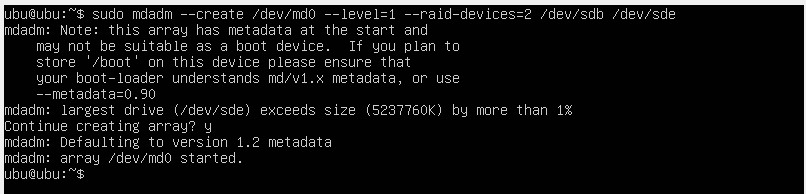 ubu@ubu:~$ sudo mdadm --create /dev/md0 --level=1 --raid-devices=2 /dev/sdb /dev/sde
mdadm: Note: this array has metadata at the start and
    may not be suitable as a boot device.  If you plan to
    store '/boot' on this device please ensure that
    your boot-loader understands md/v1.x metadata, or use
    --metadata=0.90
mdadm: largest drive (/dev/sde) exceeds size (5237760K) by more than 1%
Continue creating array? y
mdadm: Defaulting to version 1.2 metadata
mdadm: array /dev/md0 started.
ubu@ubu:~$